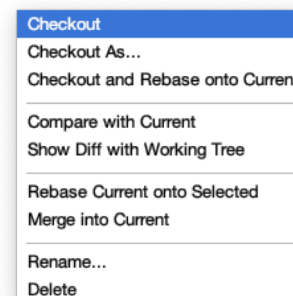 Checkout
Checkout As...
Checkout and Rebase onto Curren
Compare with Current
Show Diff with Working Tree
Rebase Current onto Selected
Merge into Current
Rename...
Delete